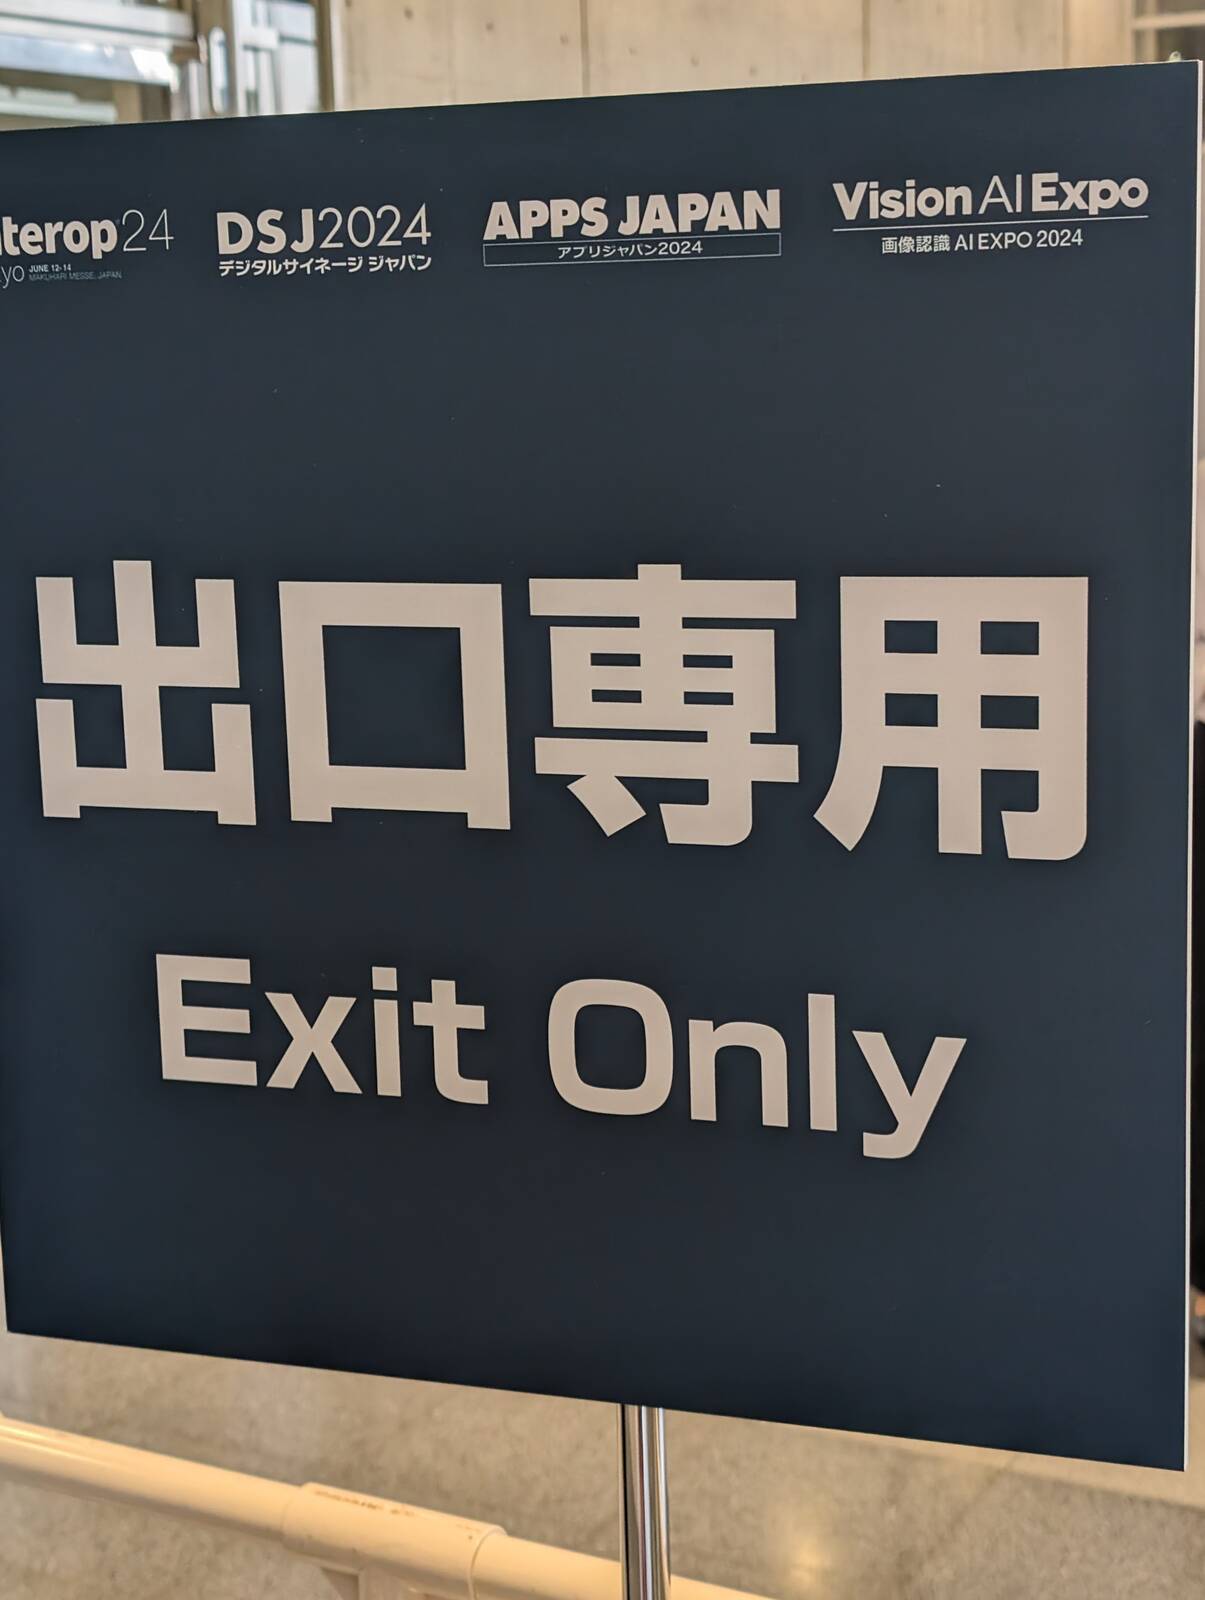 terop24
yo JUNE 12-14
MAKUHARI MESSE, JAPAN
DSJ2024
デジタルサイネージ ジャパン
APPS JAPAN
アプリジャパン2024
Vision AI Expo
画像認識 AI EXPO 2024
出口専用
Exit Only